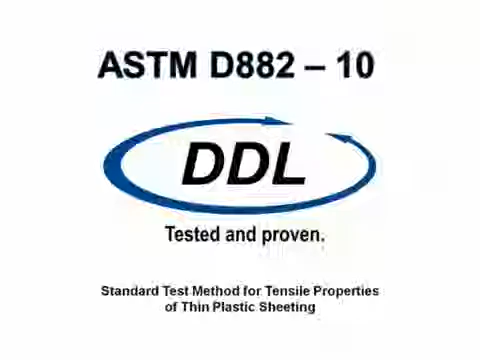 ASTM D882 – 10
DDL
Tested and proven.
Standard Test Method for Tensile Properties
of Thin Plastic Sheeting